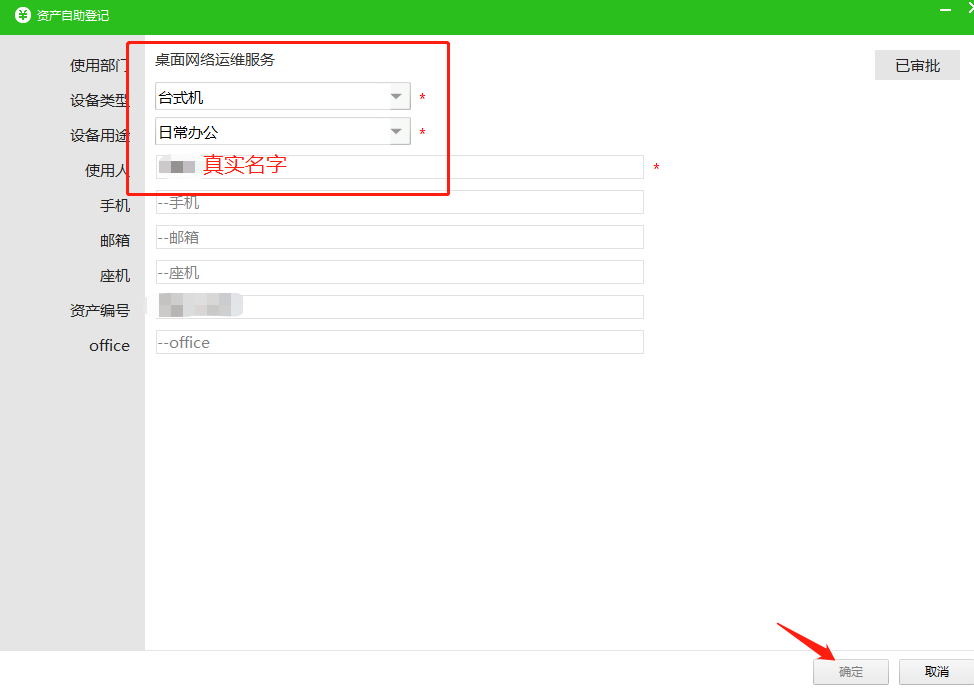 资产自助登记
使用部门 桌面网络运维服务 已审批
设备类型 台式机 *
设备用途 日常办公 *
使用人 真实名字 *
手机 --手机
邮箱 --邮箱
座机 --座机
资产编号
office --office
确定 取消